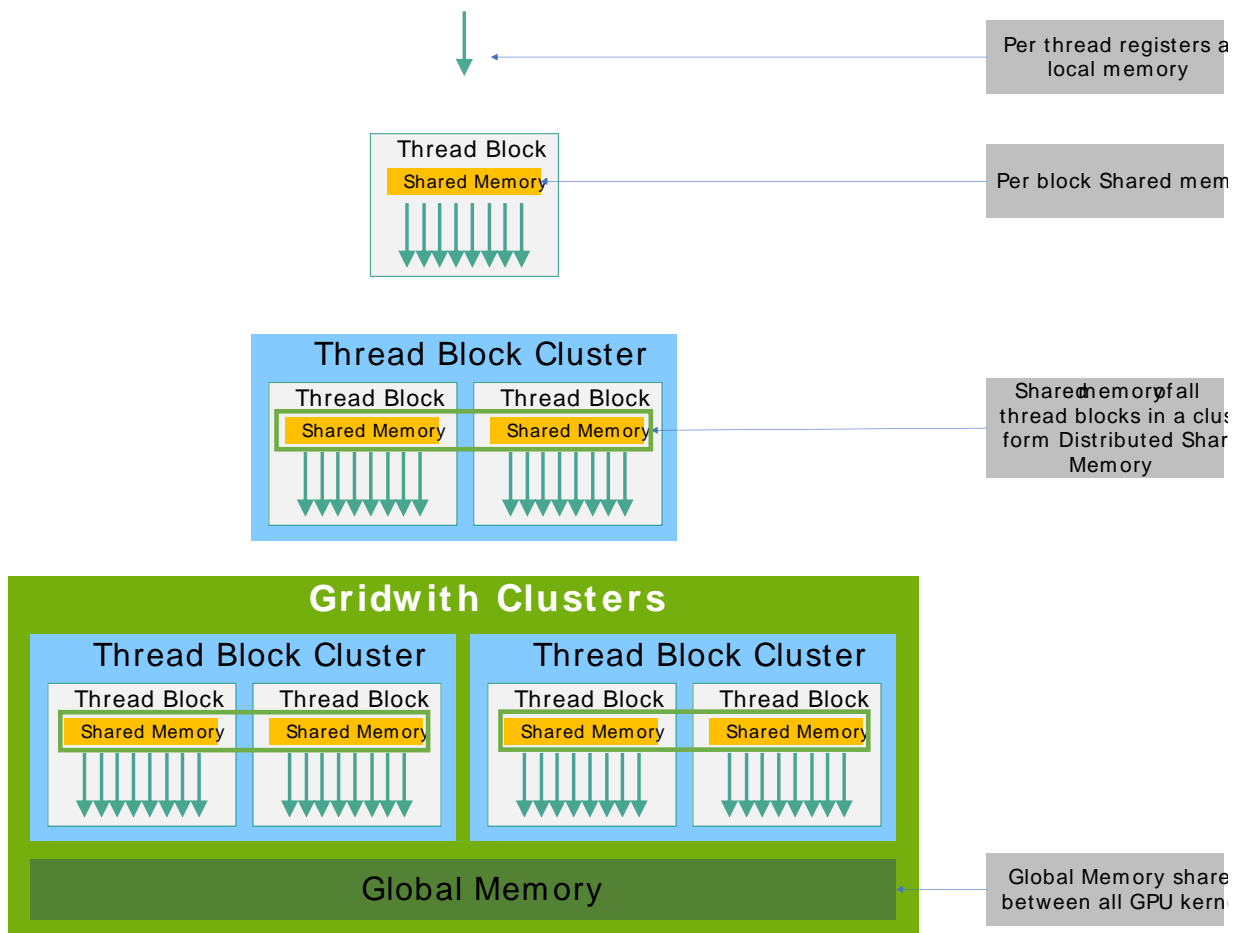 Per thread registers a
local memory
Thread Block
Shared Memory
Per block Shared mem
Thread Block Cluster
Thread Block Thread Block
Shared Memory Shared Memory
Shared memory of all
thread blocks in a clus
form Distributed Shar
Memory
Gridwith Clusters
Thread Block Cluster Thread Block Cluster
Thread Block Thread Block Thread Block Thread Block
Shared Memory Shared Memory Shared Memory Shared Memory
Global Memory
Global Memory share
between all GPU kern